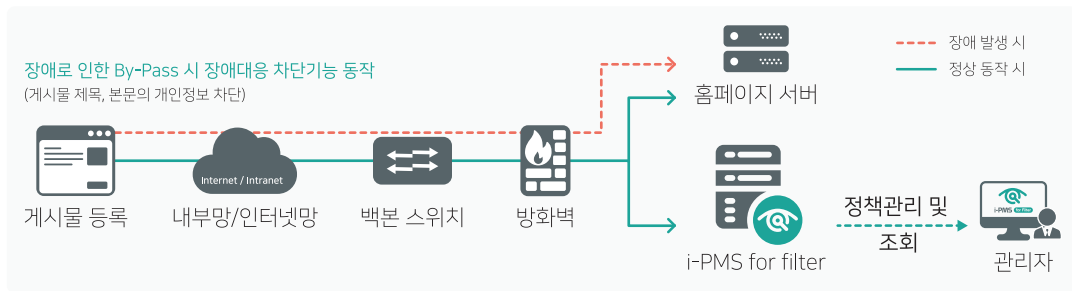 장애로 인한 By-Pass 시 장애대응 차단기능 동작
(게시물 제목, 본문의 개인정보 차단)
장애 발생 시
정상 동작 시
홈페이지 서버
Internet / Intranet
게시물 등록
내부망/인터넷망
백본 스위치
방화벽
i-PMS for filter
정책관리 및
조회
i-PMS for filter
관리자